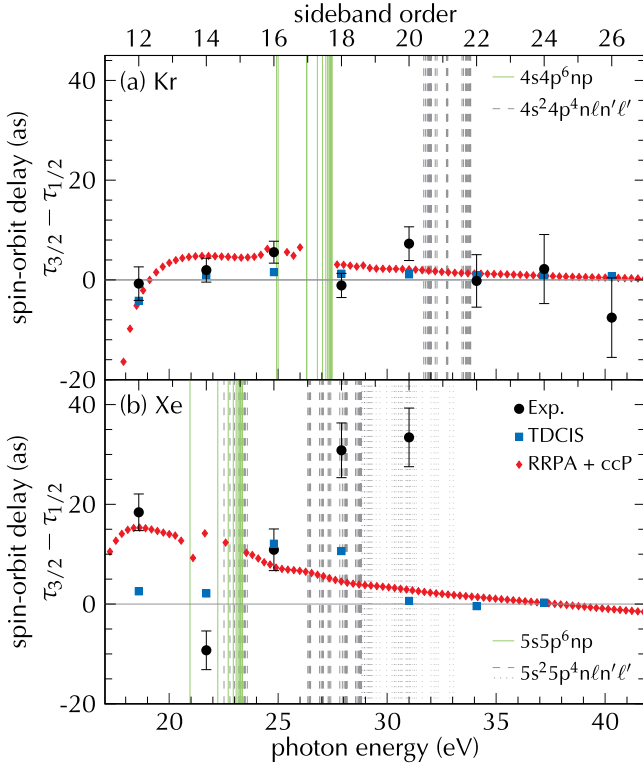 sideband order
12 14 16 18 20 22 24 26
(a) Kr
4s4p⁶np
4s²4p⁴nℓn′ℓ′
spin-orbit delay (as)
τ3/2 − τ1/2
40
20
0
-20
(b) Xe
Exp.
TDCIS
RRPA + ccP
spin-orbit delay (as)
τ3/2 − τ1/2
40
20
0
-20
5s5p⁶np
5s²5p⁴nℓn′ℓ′
20 25 30 35 40
photon energy (eV)